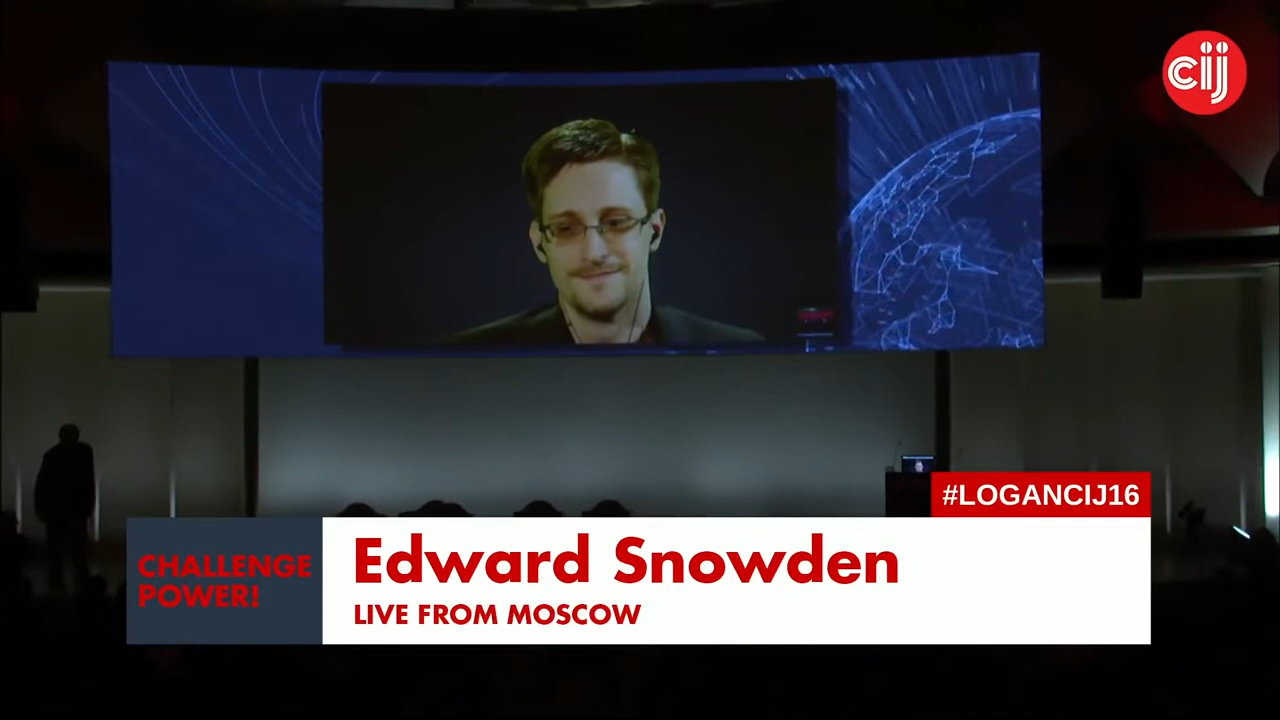 cij
#LOGANCIJ16
CHALLENGE
POWER!
Edward Snowden
LIVE FROM MOSCOW